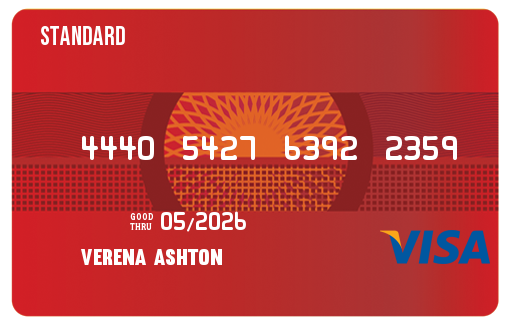 STANDARD
4440 5427 6392 2359
GOOD THRU 05/2026
VERENA ASHTON
VISA